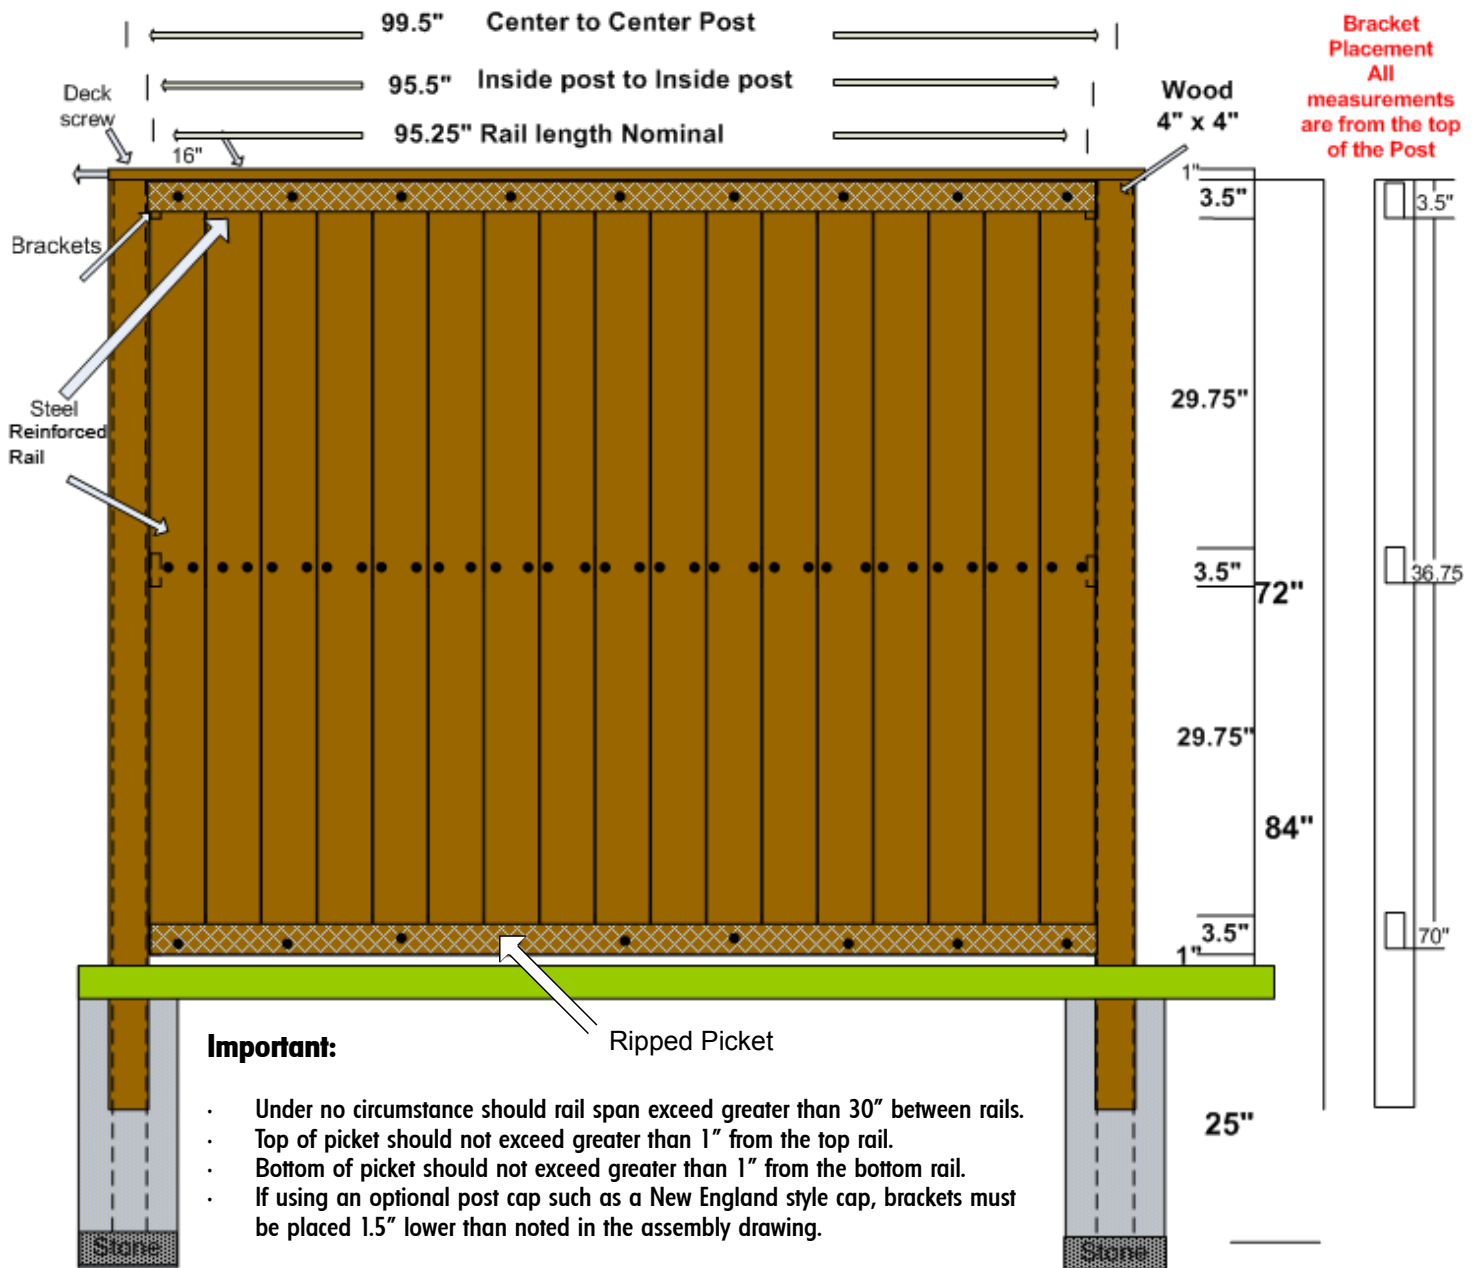 99.5" Center to Center Post
95.5" Inside post to Inside post
95.25" Rail length Nominal
Deck
screw
16"
Wood
4" x 4"
Bracket
Placement
All
measurements
are from the top
of the Post
1"
3.5"
3.5"
Brackets
29.75"
Steel
Reinforced
Rail
3.5"
72"
36.75
29.75"
84"
3.5"
1"
70"
Ripped Picket
Important:
· Under no circumstance should rail span exceed greater than 30" between rails.
· Top of picket should not exceed greater than 1" from the top rail.
· Bottom of picket should not exceed greater than 1" from the bottom rail.
· If using an optional post cap such as a New England style cap, brackets must
be placed 1.5" lower than noted in the assembly drawing.
25"
Stone
Stone